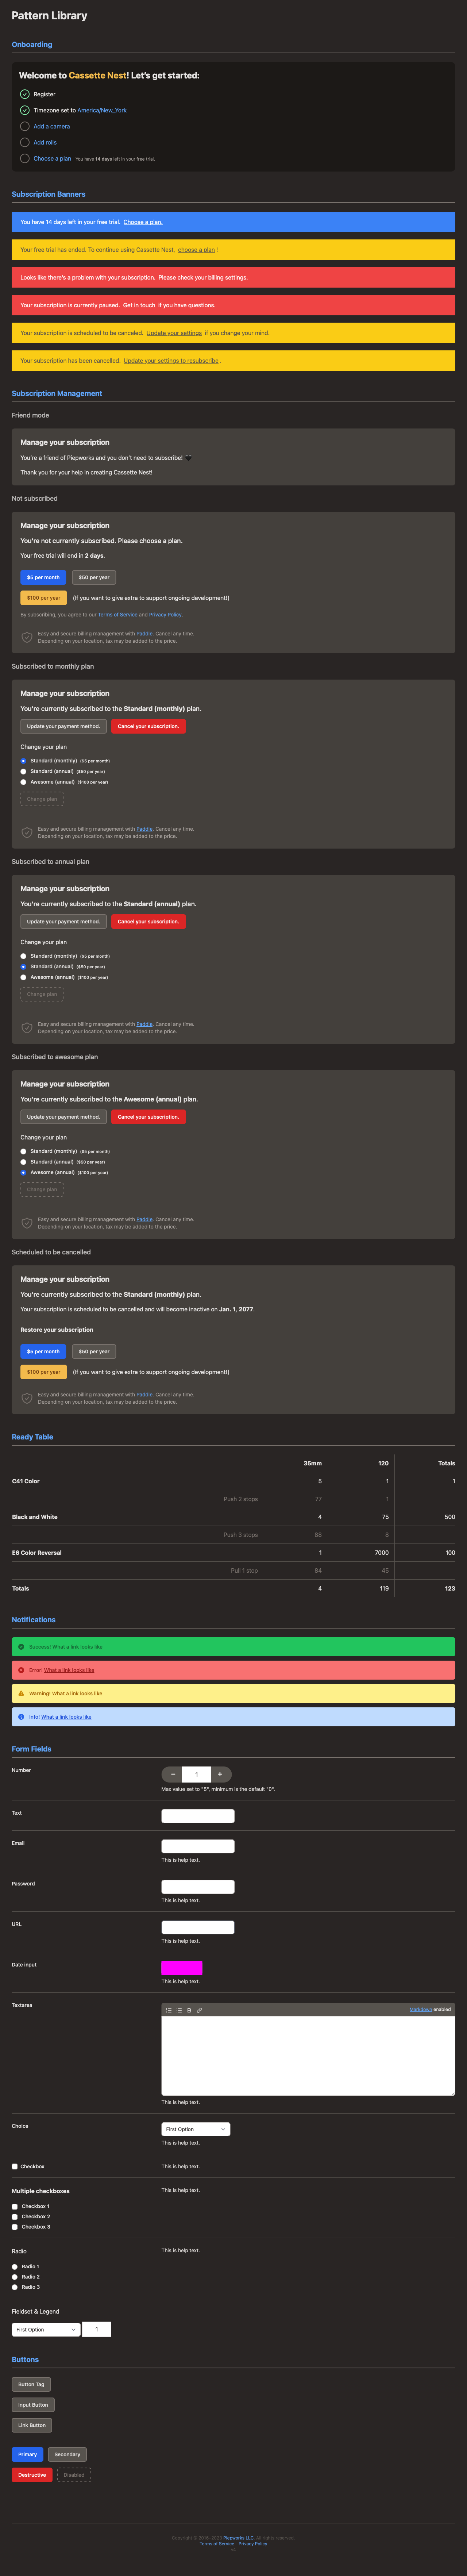 Pattern Library
Onboarding
Welcome to Cassette Nest! Let's get started:
Register
Timezone set to America/New_York
Add a camera
Add rolls
Choose a plan You have 14 days left in your free trial.
Subscription Banners
You have 14 days left in your free trial. Choose a plan.
Your free trial has ended. To continue using Cassette Nest, choose a plan!
Looks like there's a problem with your subscription. Please check your billing settings.
Your subscription is currently paused. Get in touch if you have questions.
Your subscription is scheduled to be canceled. Update your settings if you change your mind.
Your subscription has been cancelled. Update your settings to resubscribe.
Subscription Management
Friend mode
Manage your subscription
You're a friend of Piepworks and you don't need to subscribe! 🖤
Thank you for your help in creating Cassette Nest!
Not subscribed
Manage your subscription
You're not currently subscribed. Please choose a plan.
Your free trial will end in 2 days.
$5 per month $50 per year
$100 per year (If you want to give extra to support ongoing development!)
By subscribing, you agree to our Terms of Service and Privacy Policy.
Easy and secure billing management with Paddle. Cancel any time.
Depending on your location, tax may be added to the price.
Subscribed to monthly plan
Manage your subscription
You're currently subscribed to the Standard (monthly) plan.
Update your payment method. Cancel your subscription.
Change your plan
Standard (monthly) ($5 per month)
Standard (annual) ($50 per year)
Awesome (annual) ($100 per year)
Change plan
Easy and secure billing management with Paddle. Cancel any time.
Depending on your location, tax may be added to the price.
Subscribed to annual plan
Manage your subscription
You're currently subscribed to the Standard (annual) plan.
Update your payment method. Cancel your subscription.
Change your plan
Standard (monthly) ($5 per month)
Standard (annual) ($50 per year)
Awesome (annual) ($100 per year)
Change plan
Easy and secure billing management with Paddle. Cancel any time.
Depending on your location, tax may be added to the price.
Subscribed to awesome plan
Manage your subscription
You're currently subscribed to the Awesome (annual) plan.
Update your payment method. Cancel your subscription.
Change your plan
Standard (monthly) ($5 per month)
Standard (annual) ($50 per year)
Awesome (annual) ($100 per year)
Change plan
Easy and secure billing management with Paddle. Cancel any time.
Depending on your location, tax may be added to the price.
Scheduled to be cancelled
Manage your subscription
You're currently subscribed to the Standard (monthly) plan.
Your subscription is scheduled to be cancelled and will become inactive on Jan. 1, 2077.
Restore your subscription
$5 per month $50 per year
$100 per year (If you want to give extra to support ongoing development!)
Easy and secure billing management with Paddle. Cancel any time.
Depending on your location, tax may be added to the price.
Ready Table
35mm 120 Totals
C41 Color 5 1 1
Push 2 stops 77 1
Black and White 4 75 500
Push 3 stops 88 8
E6 Color Reversal 1 7000 100
Pull 1 stop 84 45
Totals 4 119 123
Notifications
Success! What a link looks like
Error! What a link looks like
Warning! What a link looks like
Info! What a link looks like
Form Fields
Number − 1 +
Max value set to "5", minimum is the default "0".
Text
Email
This is help text.
Password
This is help text.
URL
This is help text.
Date input
This is help text.
Textarea
B Markdown enabled
This is help text.
Choice First Option
This is help text.
Checkbox This is help text.
Multiple checkboxes This is help text.
Checkbox 1
Checkbox 2
Checkbox 3
Radio This is help text.
Radio 1
Radio 2
Radio 3
Fieldset & Legend
First Option 1
Buttons
Button Tag
Input Button
Link Button
Primary Secondary
Destructive Disabled
Piepworks LLC. All rights reserved.
Terms of Service Privacy Policy